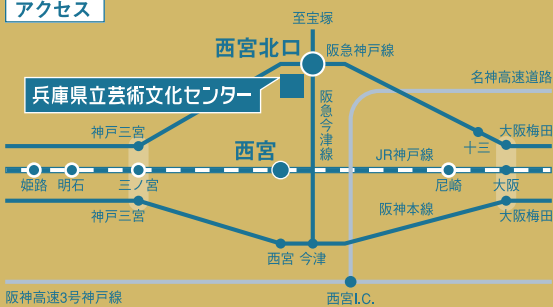 アクセス
至宝塚
西宮北口
阪急神戸線
名神高速道路
兵庫県立芸術文化センター
阪急今津線
神戸三宮
大阪梅田
十三
西宮
JR神戸線
姫路
明石
三ノ宮
尼崎
大阪
神戸三宮
阪神本線
大阪梅田
西宮
今津
阪神高速3号神戸線
西宮I.C.